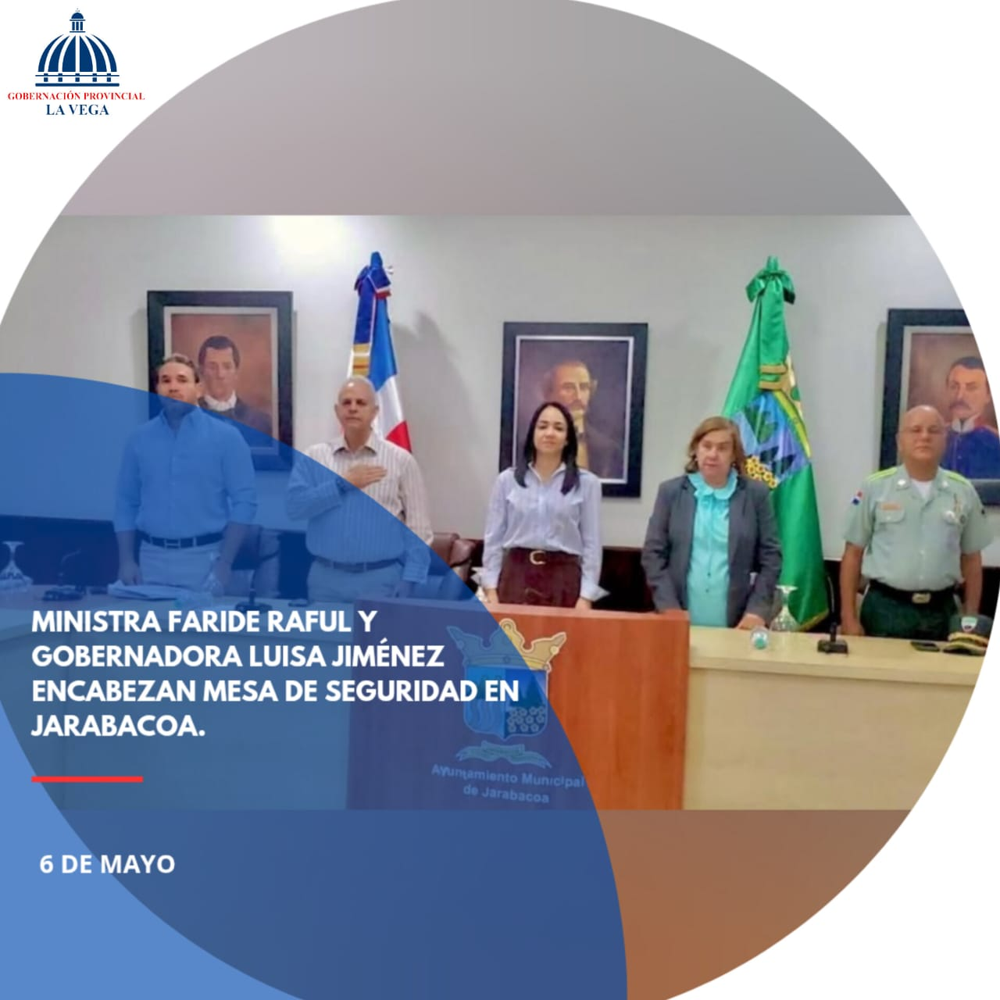 GOBERNACIÓN PROVINCIAL
LA VEGA
MINISTRA FARIDE RAFUL Y
GOBERNADORA LUISA JIMÉNEZ
ENCABEZAN MESA DE SEGURIDAD EN
JARABACOA.
Ayuntamiento Municipal
de Jarabacoa
6 DE MAYO